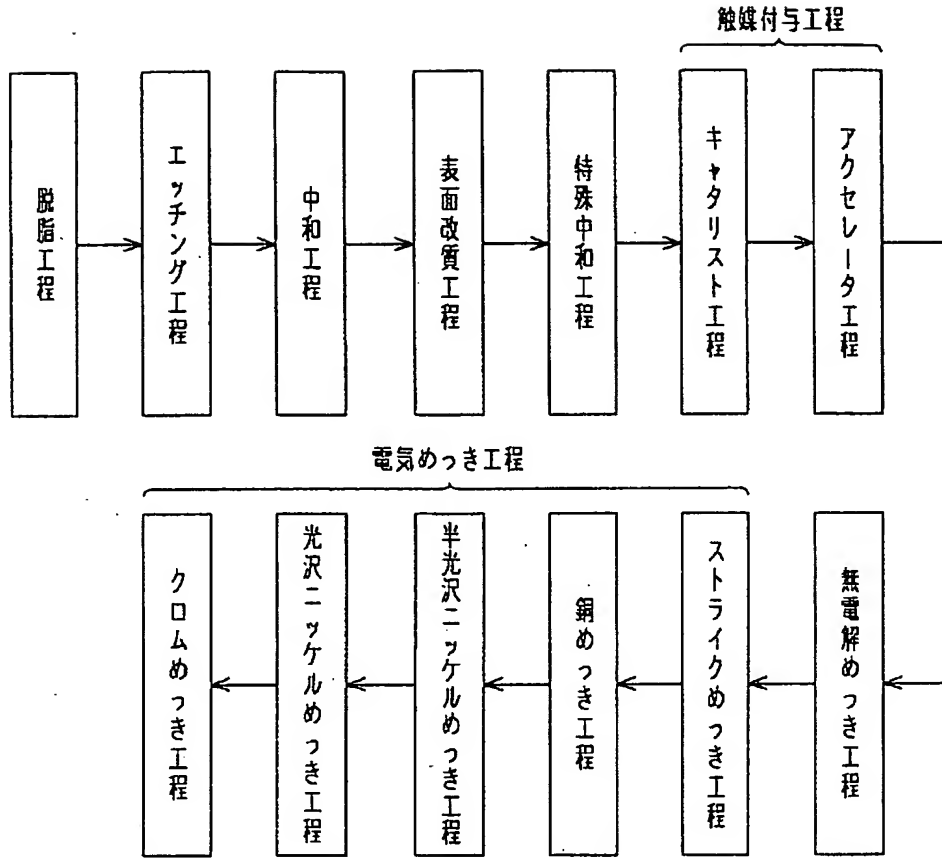 触媒付与工程
脱脂工程
エッチング工程
中和工程
表面改質工程
特殊中和工程
キャタリスト工程
アクセレータ工程
電気めっき工程
無電解めっき工程
ストライクめっき工程
銅めっき工程
半光沢ニッケルめっき工程
光沢ニッケルめっき工程
クロムめっき工程